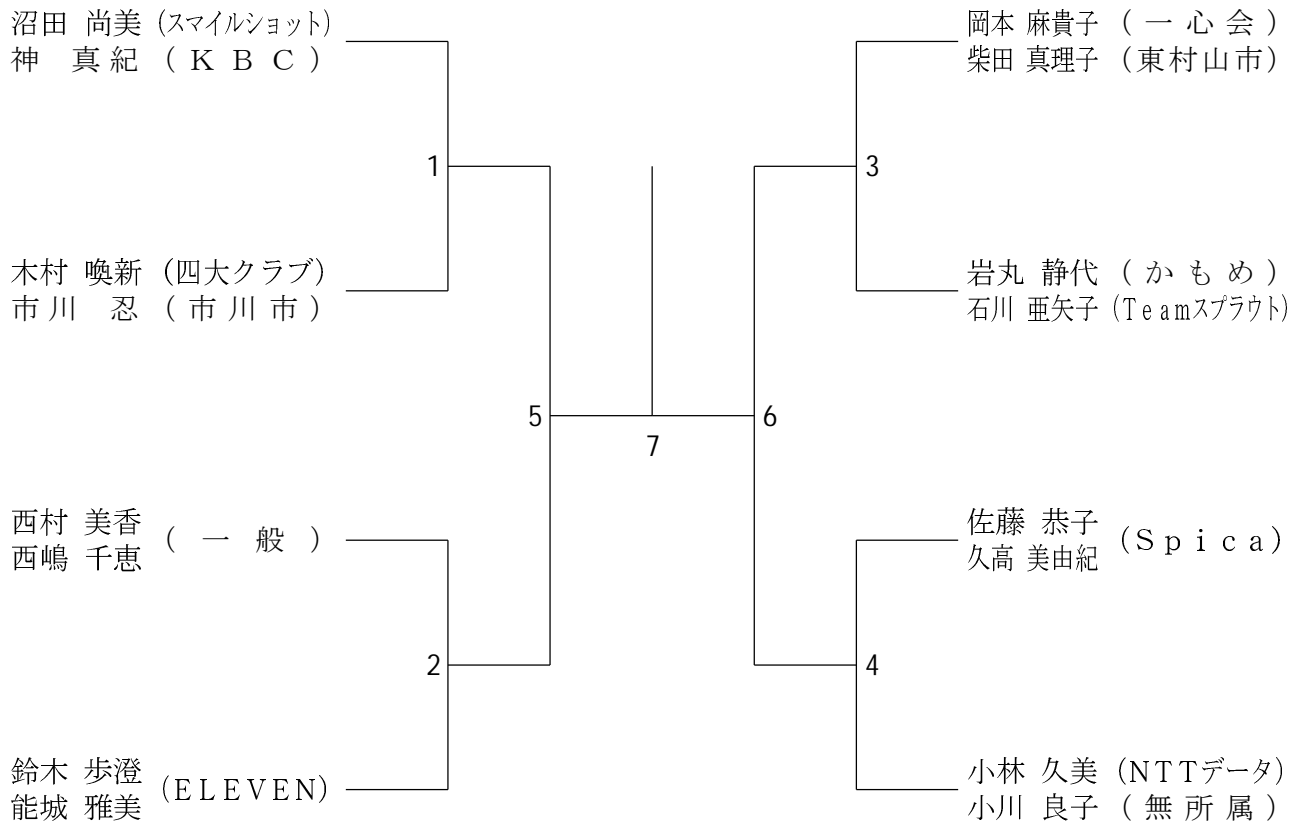 沼田 尚美 (スマイルショット)
神 真紀 (ＫＢＣ)
1
木村 喚新 (四大クラブ)
市川 忍 (市川市)
5
西村 美香
西嶋 千恵
(一般)
2
鈴木 歩澄
能城 雅美
(ELEVEN)
7
岡本 麻貴子 (一心会)
柴田 真理子 (東村山市)
3
岩丸 静代 (かもめ)
石川 亜矢子 (Teamスプラウト)
6
佐藤 恭子
久高 美由紀
(Spica)
4
小林 久美 (NTTデータ)
小川 良子 (無所属)